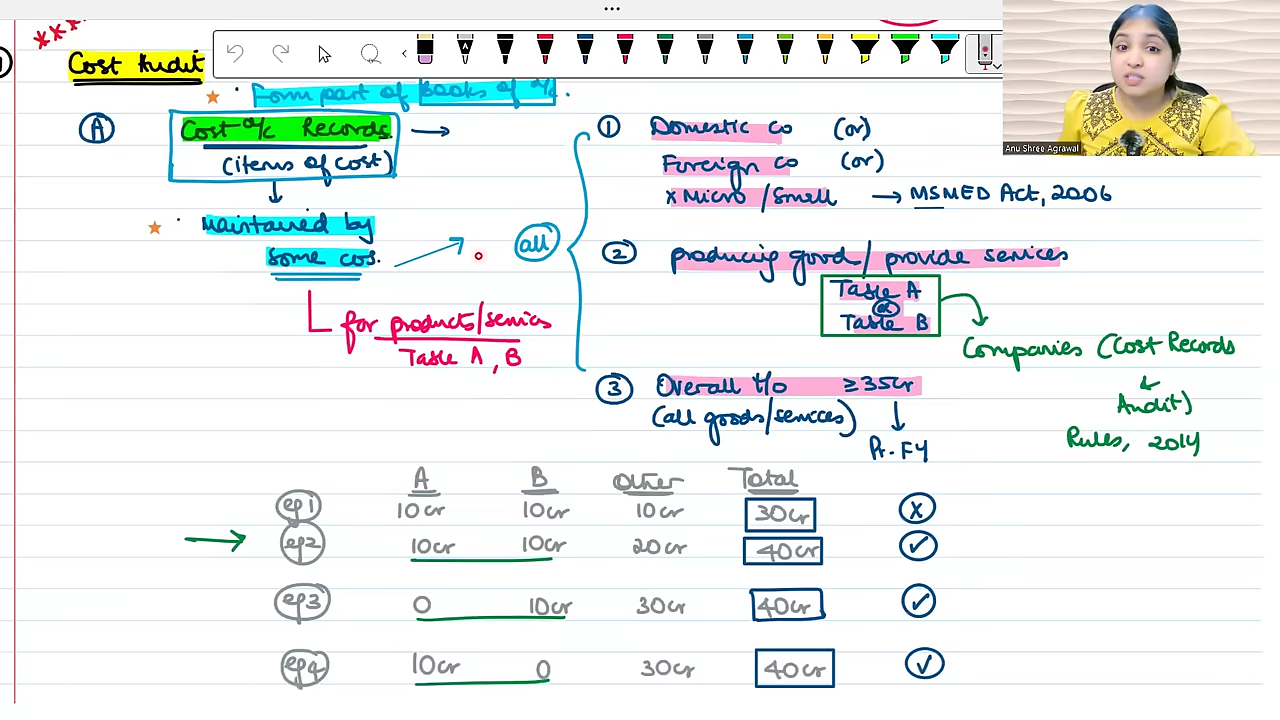 ...
***
Cost Audit
Form part of Books of a/c.
Ⓐ Cost a/c Records →
(items of cost)
Maintained by
some cos.
for products/services
Table A, B
all
① Domestic co (or)
Foreign co (or)
x Micro / Small → MSMED Act, 2006
② producing goods / provide services
Table A
or
Table B
Companies (Cost Records
&
Audit)
Rules, 2014
③ Overall t/o ≥35cr
(all goods/services)
Pr. FY
A B Other Total
eg1 10cr 10cr 10cr 30cr x
eg2 10cr 10cr 20cr 40cr ✓
eg3 0 10cr 30cr 40cr ✓
eg4 10cr 0 30cr 40cr ✓
Anu Shree Agrawal